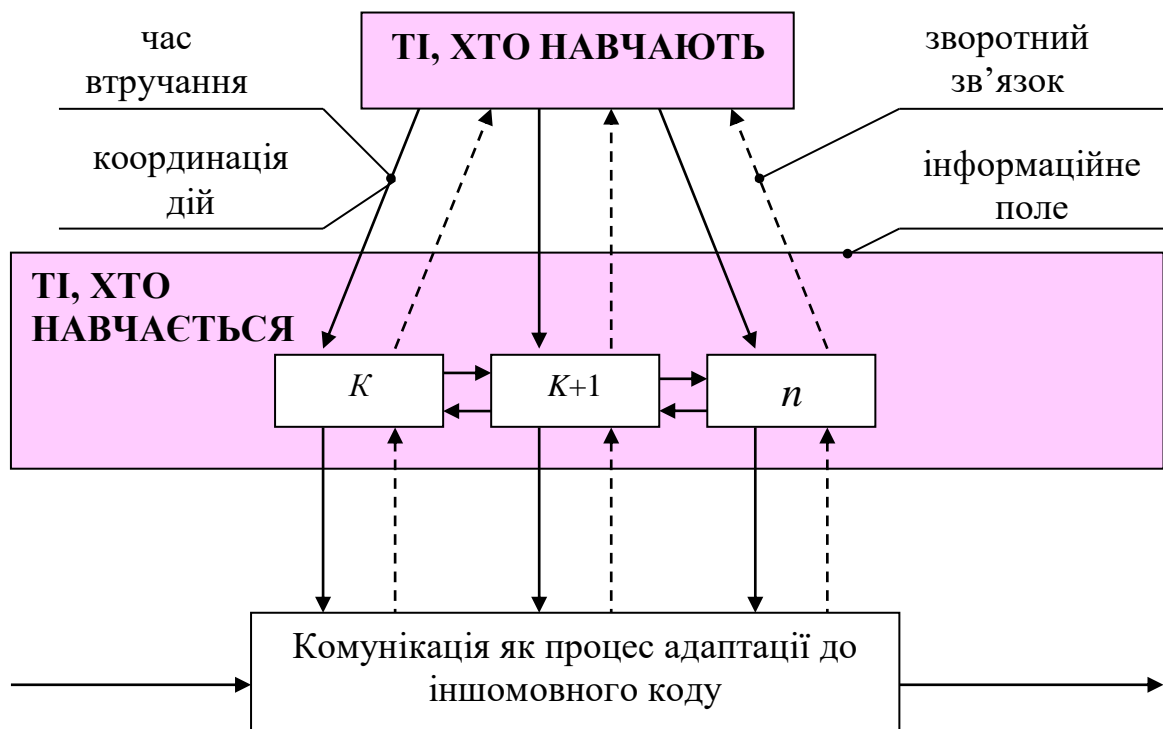 час
втручання
ТІ, ХТО НАВЧАЮТЬ
зворотний
зв’язок
координація
дій
інформаційне
поле
ТІ, ХТО
НАВЧАЄТЬСЯ
К
К+1
n
Комунікація як процес адаптації до
іншомовного коду